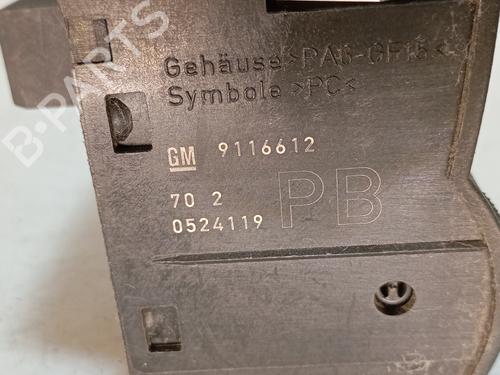 Gehäuse >PA6-GF15<
Symbole >PC<
GM 9116612
70 2
0524119
PB
B-PARTS